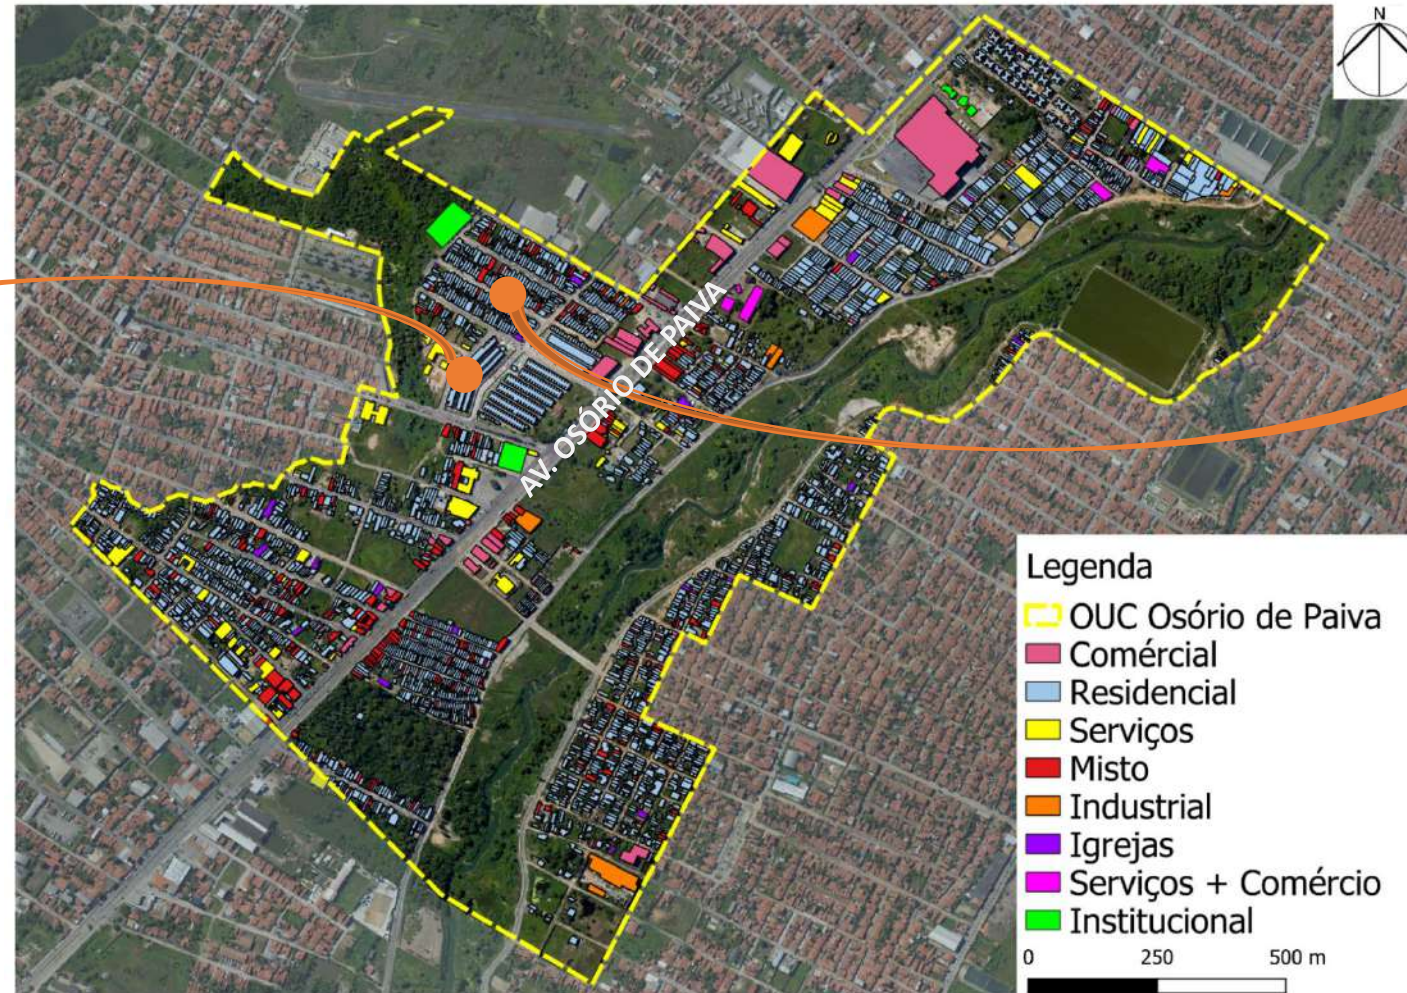 N
AV. OSÓRIO DE PAIVA
Legenda
OUC Osório de Paiva
Comércial
Residencial
Serviços
Misto
Industrial
Igrejas
Serviços + Comércio
Institucional
0 250 500 m